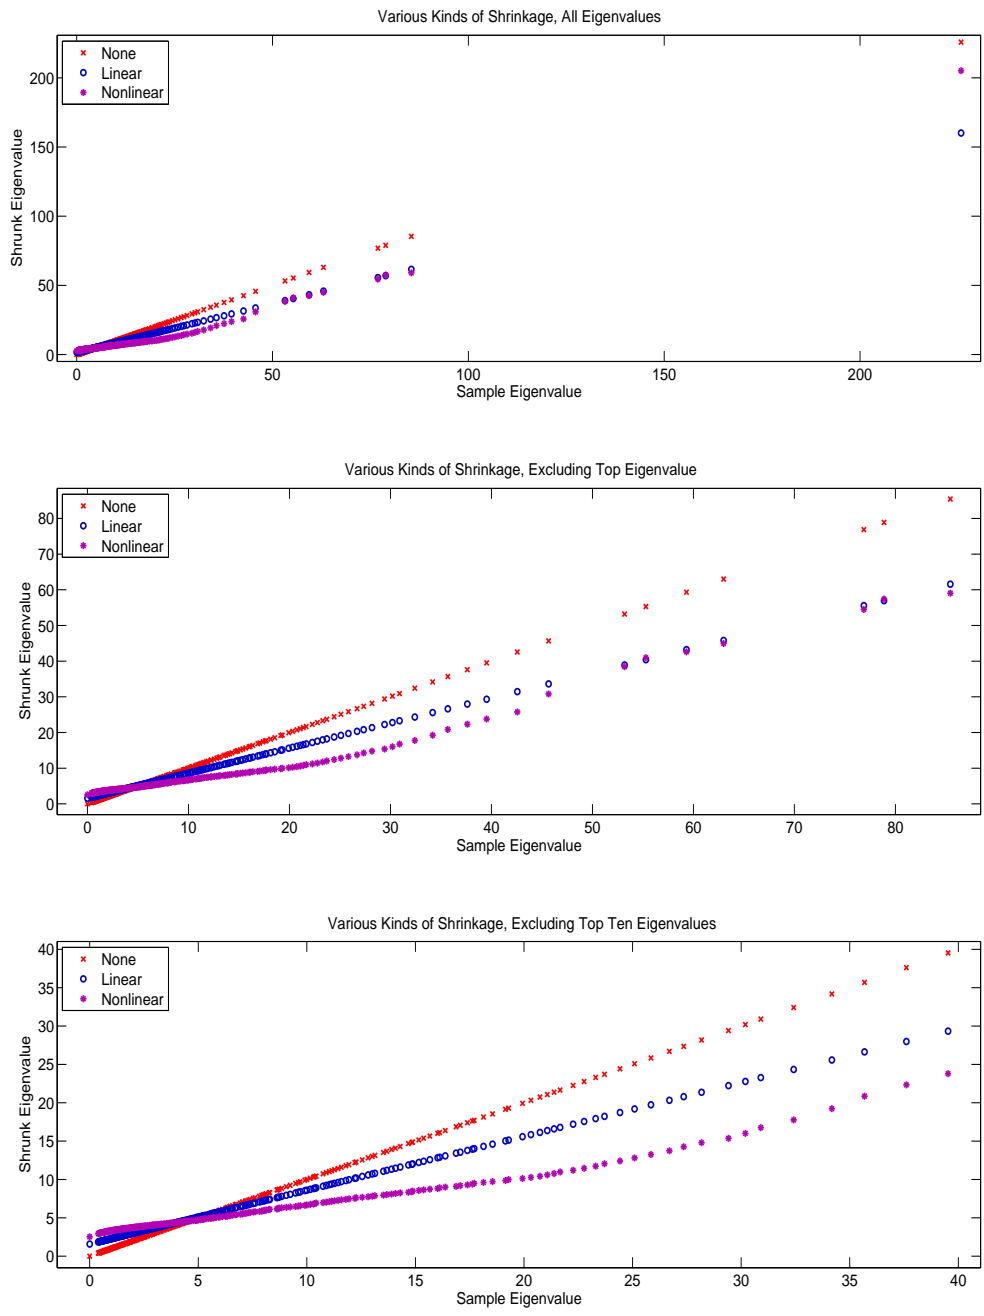 Various Kinds of Shrinkage, All Eigenvalues
None
Linear
Nonlinear
Shrunk Eigenvalue
200
150
100
50
0
0 50 100 150 200
Sample Eigenvalue
Various Kinds of Shrinkage, Excluding Top Eigenvalue
None
Linear
Nonlinear
Shrunk Eigenvalue
80
70
60
50
40
30
20
10
0
0 10 20 30 40 50 60 70 80
Sample Eigenvalue
Various Kinds of Shrinkage, Excluding Top Ten Eigenvalues
None
Linear
Nonlinear
Shrunk Eigenvalue
40
35
30
25
20
15
10
5
0
0 5 10 15 20 25 30 35 40
Sample Eigenvalue